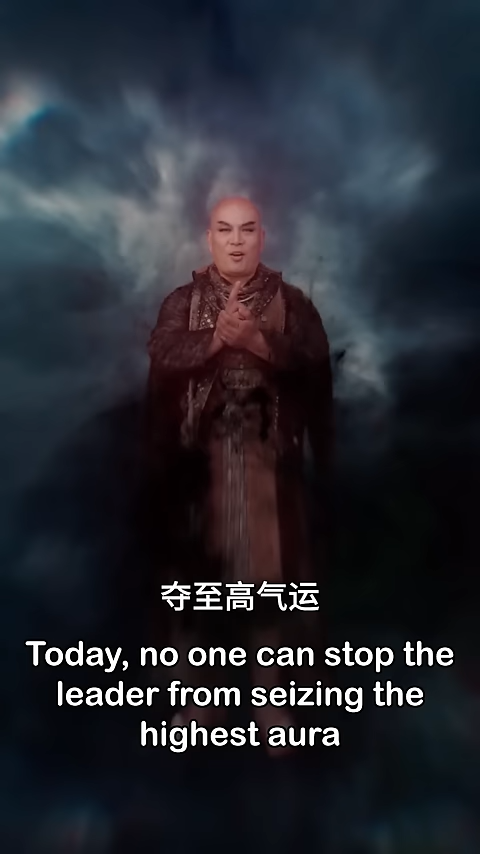 夺至高气运
Today, no one can stop the
leader from seizing the
highest aura